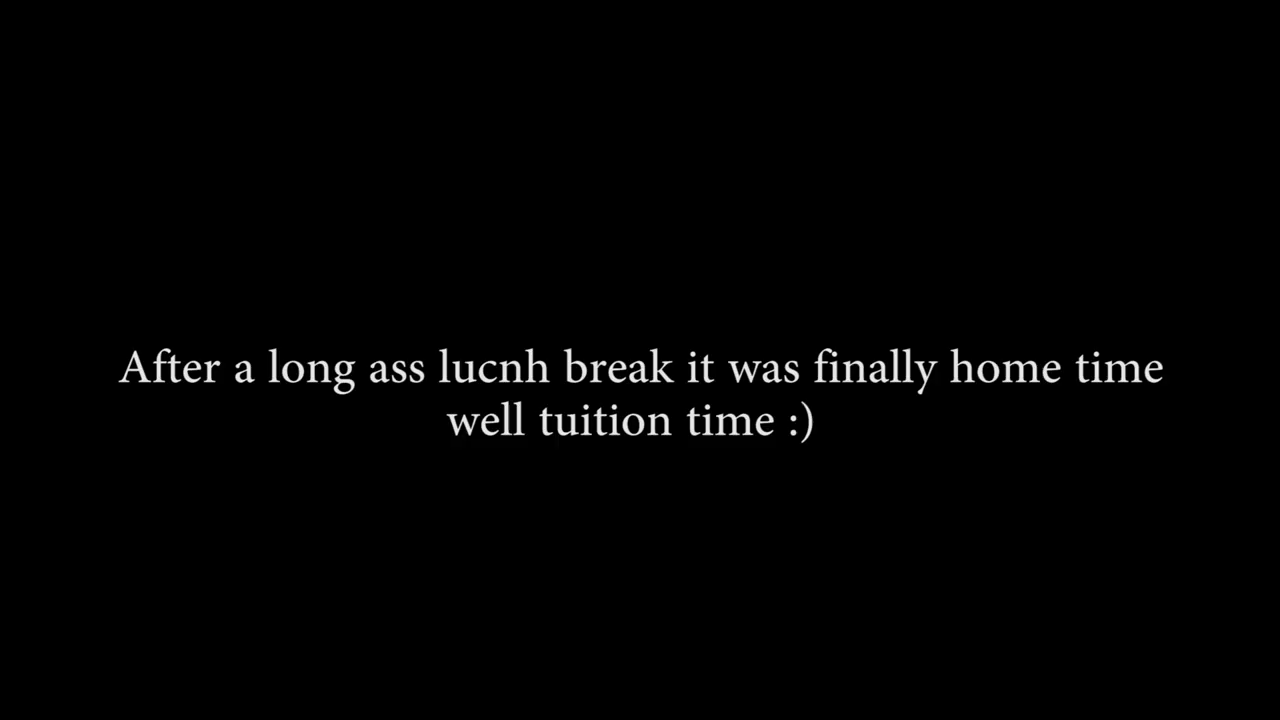 After a long ass lucnh break it was finally home time
well tuition time :)